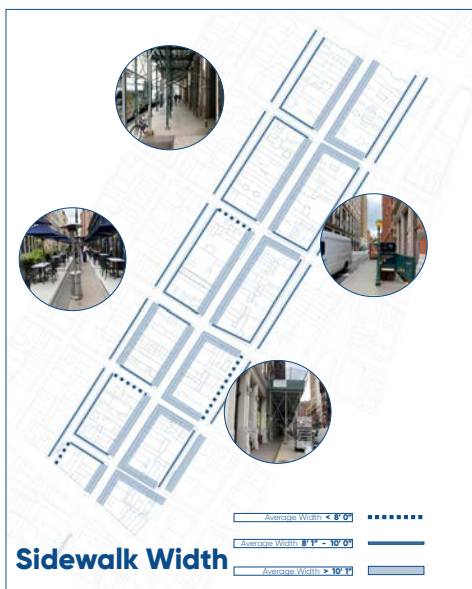 Average Width < 8' 0"
Average Width 8' 1" - 10' 0"
Average Width > 10' 1"
Sidewalk Width